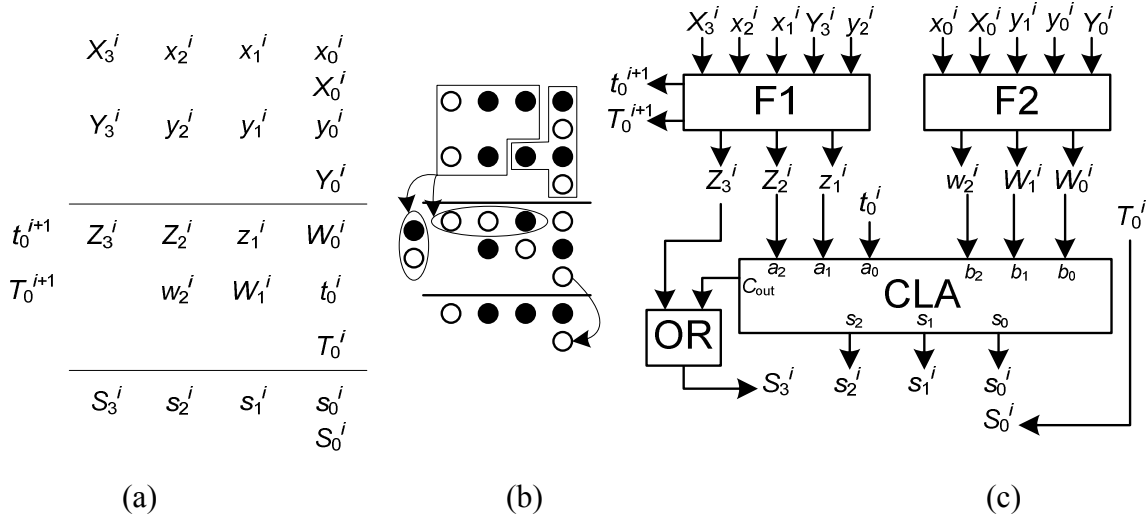 X₃ⁱ x₂ⁱ x₁ⁱ x₀ⁱ
X₀ⁱ
Y₃ⁱ y₂ⁱ y₁ⁱ y₀ⁱ
Y₀ⁱ
t₀ⁱ⁺¹ Z₃ⁱ Z₂ⁱ z₁ⁱ W₀ⁱ
T₀ⁱ⁺¹ w₂ⁱ W₁ⁱ t₀ⁱ
T₀ⁱ
S₃ⁱ s₂ⁱ s₁ⁱ s₀ⁱ
S₀ⁱ
(a)
(b)
X₃ⁱ x₂ⁱ x₁ⁱ Y₃ⁱ y₂ⁱ x₀ⁱ X₀ⁱ y₁ⁱ y₀ⁱ Y₀ⁱ
t₀ⁱ⁺¹ F1 F2
T₀ⁱ⁺¹
Z₃ⁱ Z₂ⁱ z₁ⁱ w₂ⁱ W₁ⁱ W₀ⁱ
t₀ⁱ T₀ⁱ
a₂ a₁ a₀ b₂ b₁ b₀
Cout CLA
OR s₂ s₁ s₀
S₃ⁱ s₂ⁱ s₁ⁱ s₀ⁱ
S₀ⁱ
(c)